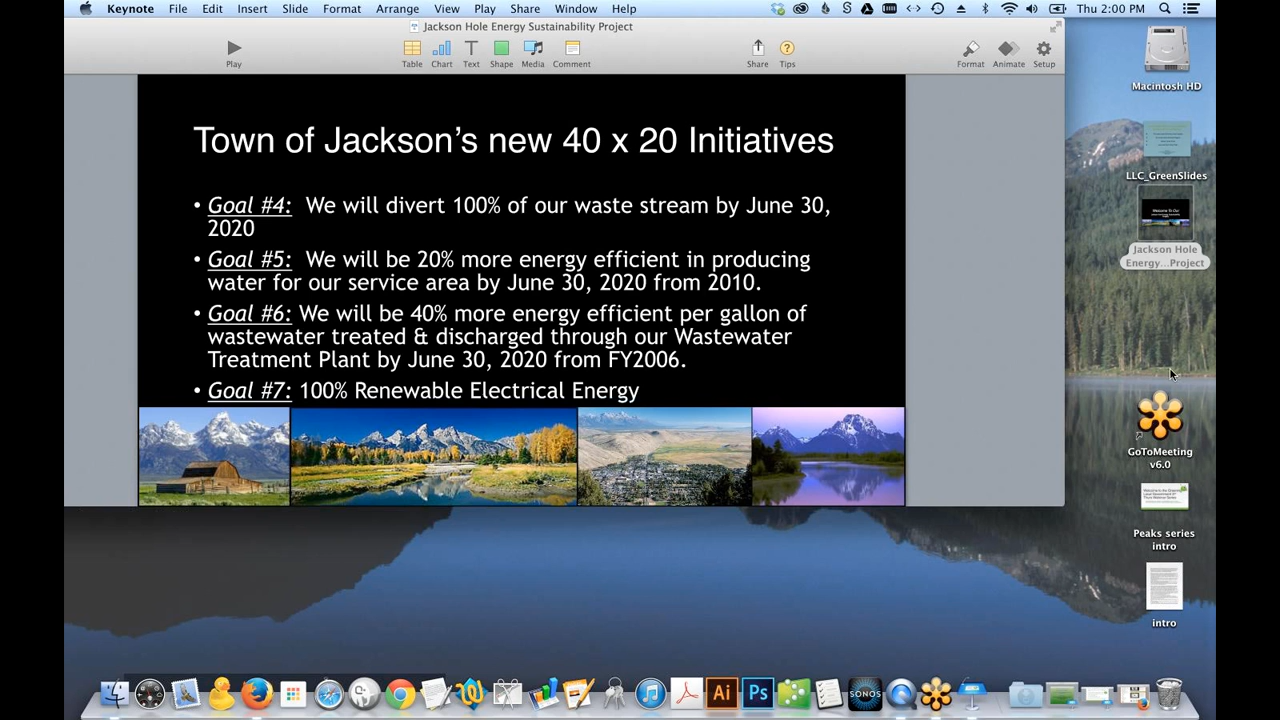 Keynote File Edit Insert Slide Format Arrange View Play Share Window Help Thu 2:00 PM
Jackson Hole Energy Sustainability Project
Play Table Chart Text Shape Media Comment Share Tips Format Animate Setup
Town of Jackson’s new 40 x 20 Initiatives
• Goal #4: We will divert 100% of our waste stream by June 30,
2020
• Goal #5: We will be 20% more energy efficient in producing
water for our service area by June 30, 2020 from 2010.
• Goal #6: We will be 40% more energy efficient per gallon of
wastewater treated & discharged through our Wastewater
Treatment Plant by June 30, 2020 from FY2006.
• Goal #7: 100% Renewable Electrical Energy
Macintosh HD
LLC_GreenSlides
Jackson Hole
Energy...Project
GoToMeeting
v6.0
Peaks series
intro
intro
Ai
Ps
SONOS